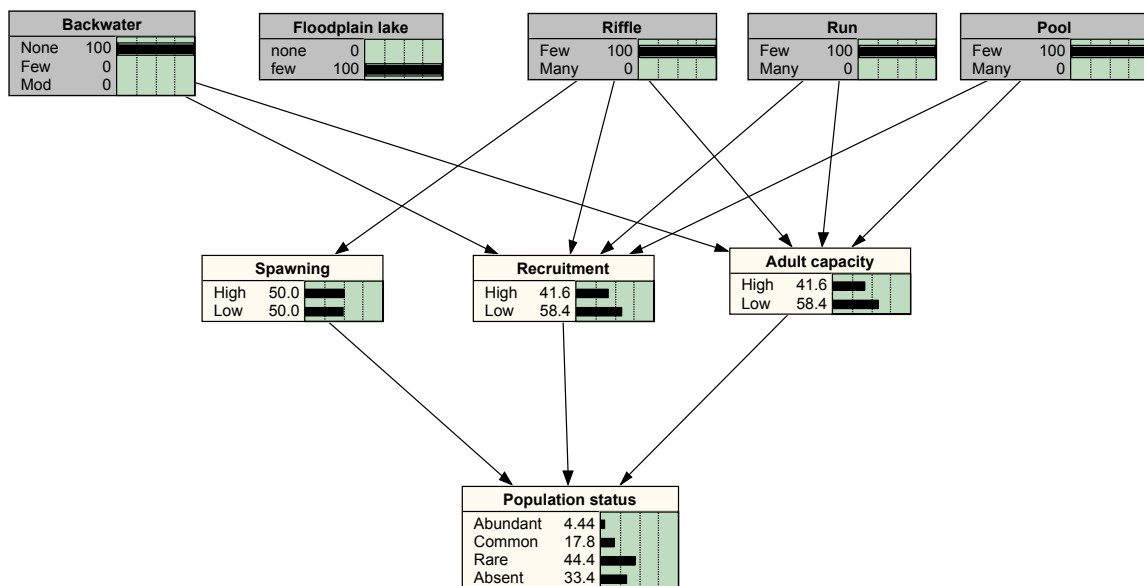 Backwater
None 100
Few 0
Mod 0
Floodplain lake
none 0
few 100
Riffle
Few 100
Many 0
Run
Few 100
Many 0
Pool
Few 100
Many 0
Spawning
High 50.0
Low 50.0
Recruitment
High 41.6
Low 58.4
Adult capacity
High 41.6
Low 58.4
Population status
Abundant 4.44
Common 17.8
Rare 44.4
Absent 33.4